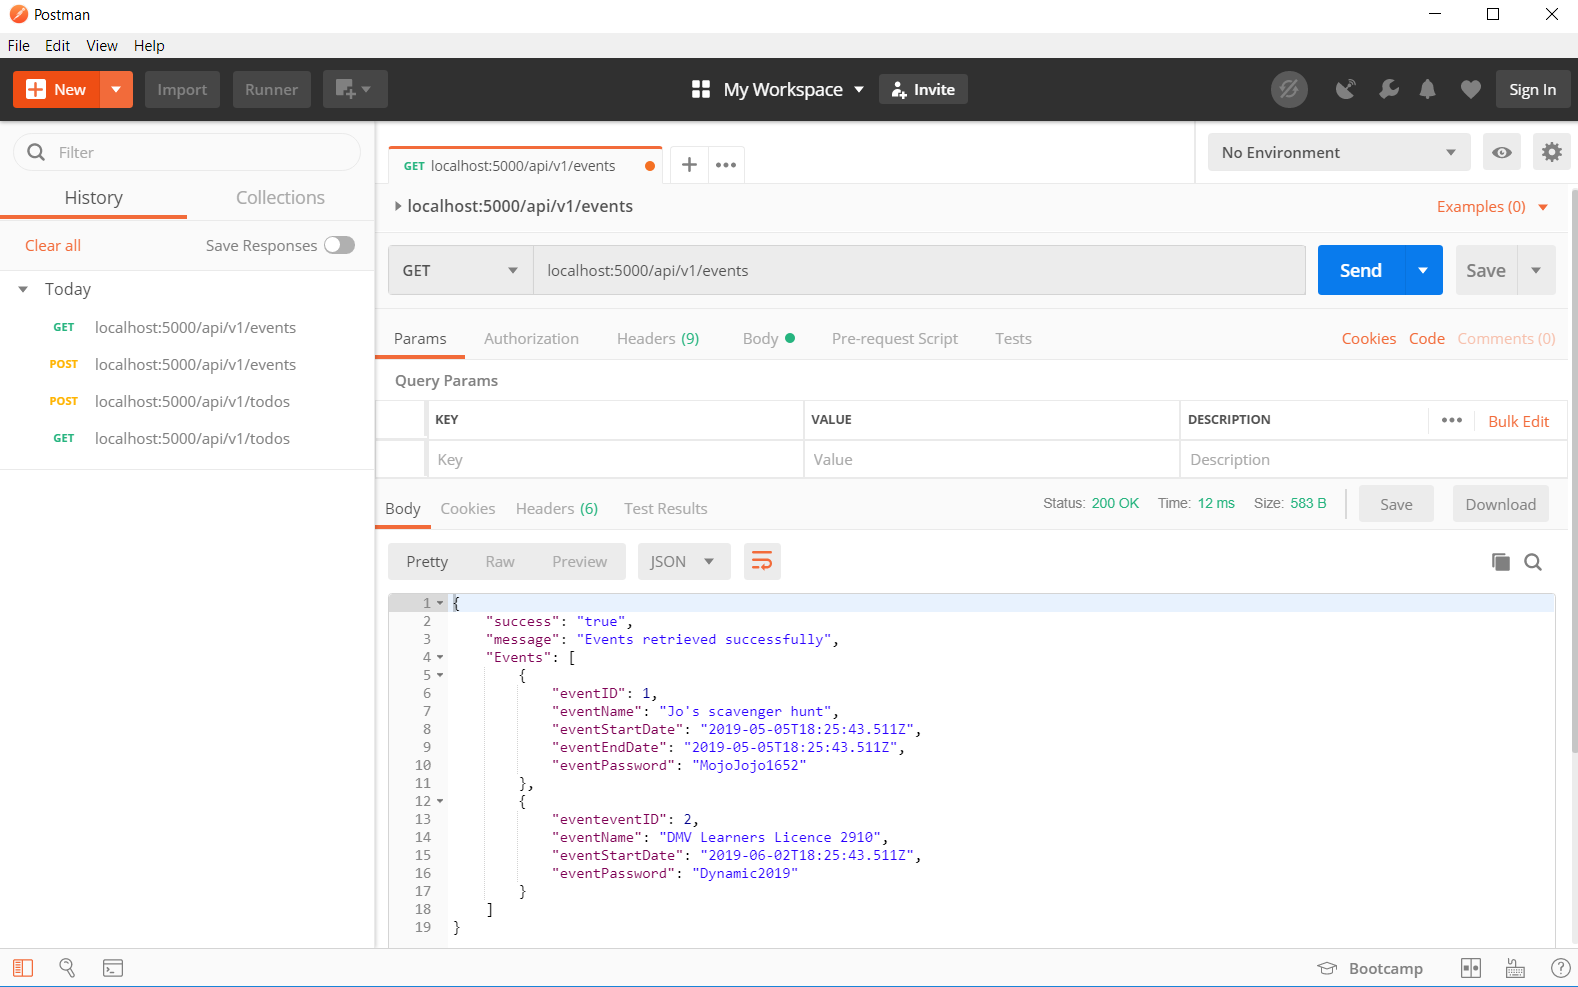 Postman
File Edit View Help
New Import Runner My Workspace Invite Sign In
Filter
History Collections
Clear all Save Responses
Today
GET localhost:5000/api/v1/events
POST localhost:5000/api/v1/events
POST localhost:5000/api/v1/todos
GET localhost:5000/api/v1/todos
GET localhost:5000/api/v1/events
No Environment
localhost:5000/api/v1/events Examples (0)
GET localhost:5000/api/v1/events Send Save
Params Authorization Headers (9) Body Pre-request Script Tests Cookies Code Comments (0)
Query Params
KEY VALUE DESCRIPTION Bulk Edit
Key Value Description
Body Cookies Headers (6) Test Results Status: 200 OK Time: 12 ms Size: 583 B Save Download
Pretty Raw Preview JSON
1 {
2 "success": "true",
3 "message": "Events retrieved successfully",
4 "Events": [
5 {
6 "eventID": 1,
7 "eventName": "Jo's scavenger hunt",
8 "eventStartDate": "2019-05-05T18:25:43.511Z",
9 "eventEndDate": "2019-05-05T18:25:43.511Z",
10 "eventPassword": "MojoJojo1652"
11 },
12 {
13 "eventeventID": 2,
14 "eventName": "DMV Learners Licence 2910",
15 "eventStartDate": "2019-06-02T18:25:43.511Z",
16 "eventPassword": "Dynamic2019"
17 }
18 ]
19 }
Bootcamp